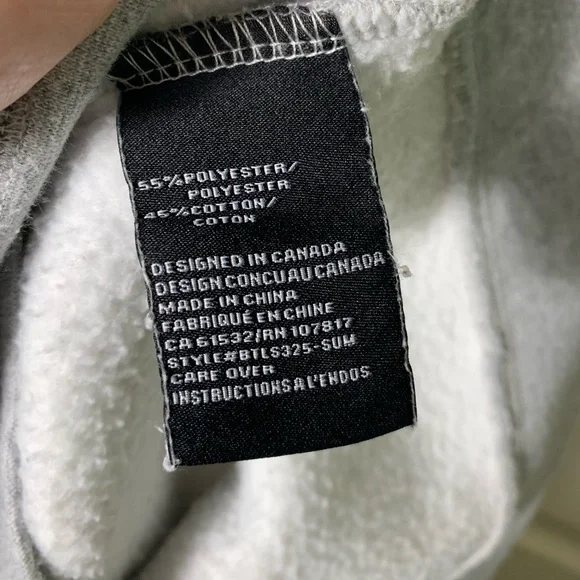 55%POLYESTER/
POLYESTER
45%COTTON/
COTON
DESIGNED IN CANADA
DESIGN CONCU AU CANADA
MADE IN CHINA
FABRIQUÉ EN CHINE
CA 61532/RN 107817
STYLE#BTLS325-SUM
CARE OVER
INSTRUCTIONS A L'ENDOS